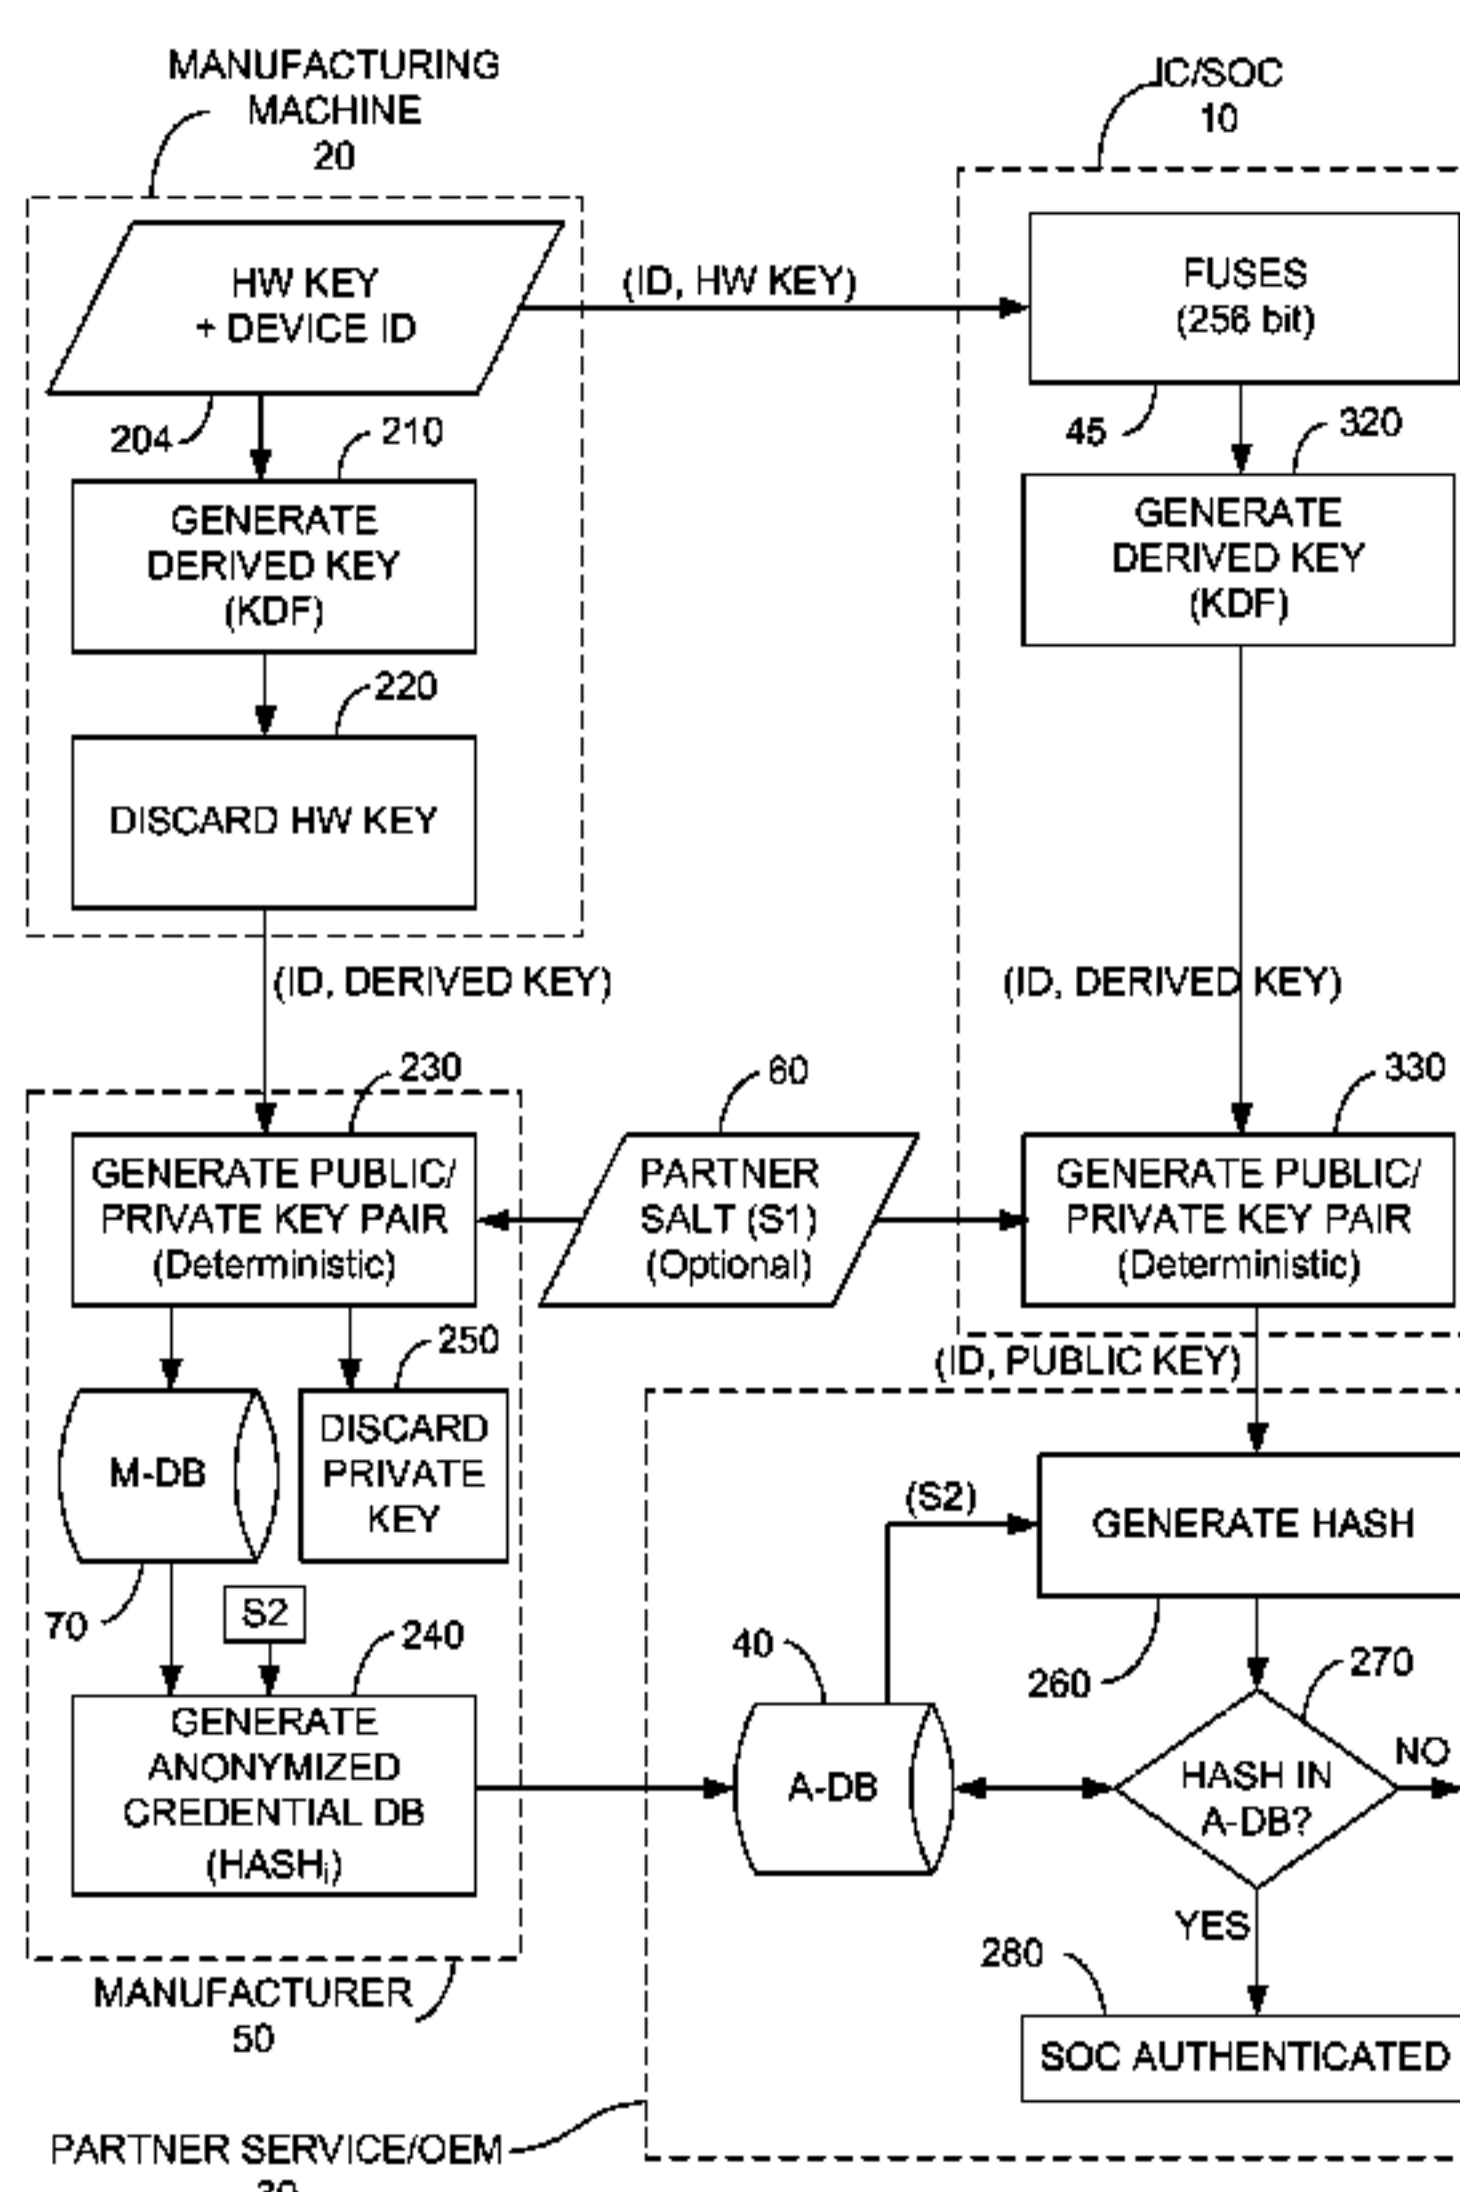 MANUFACTURING
MACHINE
20
IC/SOC
10
HW KEY
+ DEVICE ID
(ID, HW KEY)
FUSES
(256 bit)
204
210
45
320
GENERATE
DERIVED KEY
(KDF)
GENERATE
DERIVED KEY
(KDF)
220
DISCARD HW KEY
(ID, DERIVED KEY)
(ID, DERIVED KEY)
230
60
330
GENERATE PUBLIC/
PRIVATE KEY PAIR
(Deterministic)
PARTNER
SALT (S1)
(Optional)
GENERATE PUBLIC/
PRIVATE KEY PAIR
(Deterministic)
250
(ID, PUBLIC KEY)
M-DB
DISCARD
PRIVATE
KEY
(S2)
GENERATE HASH
70
S2
240
40
260
270
GENERATE
ANONYMIZED
CREDENTIAL DB
(HASHi)
A-DB
HASH IN
A-DB?
NO
YES
280
MANUFACTURER
50
SOC AUTHENTICATED
PARTNER SERVICE/OEM
30